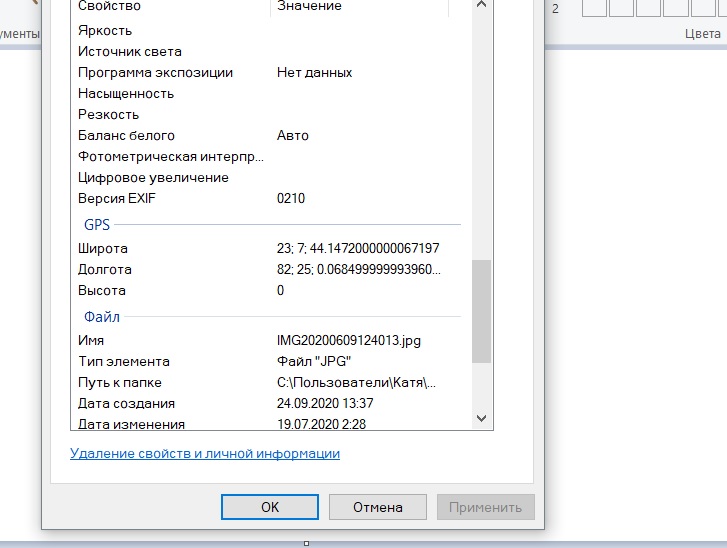 Свойство Значение
2
ументы
Цвета
Яркость
Источник света
Программа экспозиции Нет данных
Насыщенность
Резкость
Баланс белого Авто
Фотометрическая интерпр...
Цифровое увеличение
Версия EXIF 0210
GPS
Широта 23; 7; 44.1472000000067197
Долгота 82; 25; 0.068499999993960...
Высота 0
Файл
Имя IMG20200609124013.jpg
Тип элемента Файл "JPG"
Путь к папке C:\Пользователи\Катя\...
Дата создания 24.09.2020 13:37
Дата изменения 19.07.2020 2:28
Удаление свойств и личной информации
ОК Отмена Применить